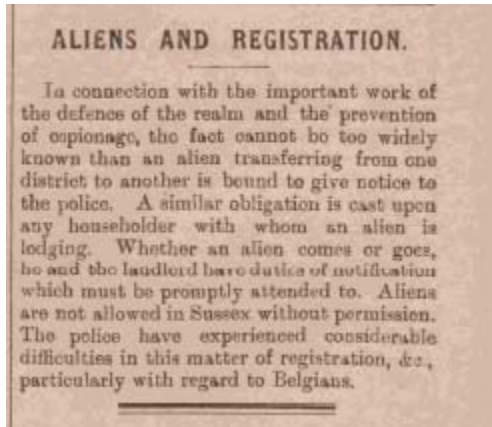 ALIENS AND REGISTRATION.
In connection with the important work of
the defence of the realm and the prevention
of espionage, the fact cannot be too widely
known than an alien transferring from one
district to another is bound to give notice to
the police. A similar obligation is cast upon
any householder with whom an alien is
lodging. Whether an alien comes or goes,
he and the landlord have duties of notification
which must be promptly attended to. Aliens
are not allowed in Sussex without permission.
The police have experienced considerable
difficulties in this matter of registration, &c.,
particularly with regard to Belgians.